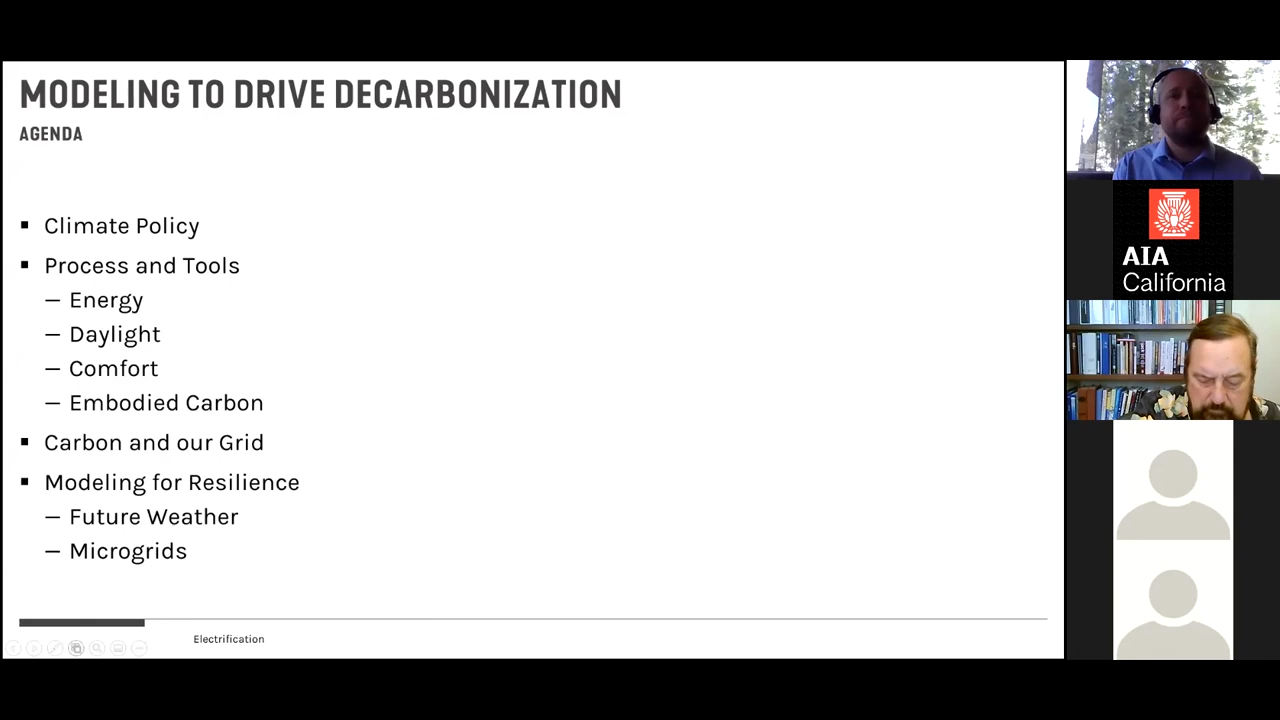 MODELING TO DRIVE DECARBONIZATION
AGENDA
▪ Climate Policy
▪ Process and Tools
– Energy
– Daylight
– Comfort
– Embodied Carbon
▪ Carbon and our Grid
▪ Modeling for Resilience
– Future Weather
– Microgrids
Electrification
AIA
California